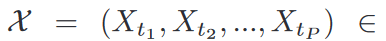 𝒳 = (X_{t_1}, X_{t_2}, ..., X_{t_P}) ∈